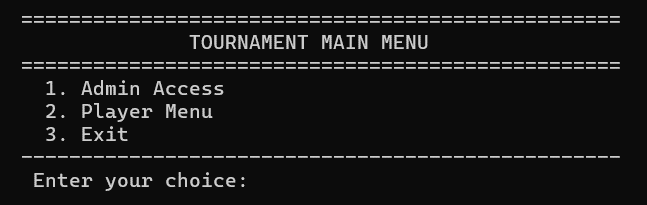 ==================================================
TOURNAMENT MAIN MENU
==================================================
1. Admin Access
2. Player Menu
3. Exit
--------------------------------------------------
Enter your choice: